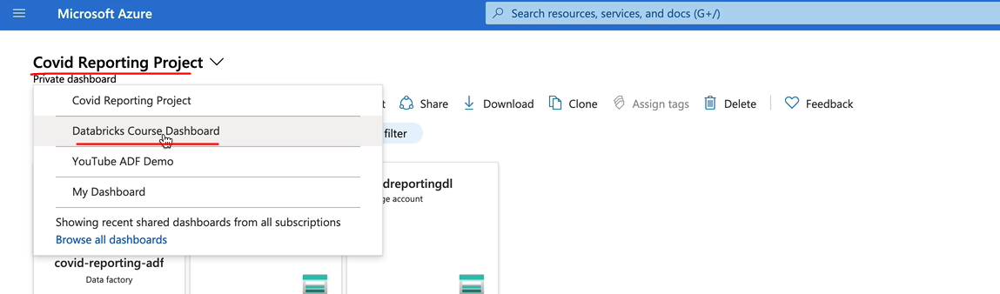 Microsoft Azure
Search resources, services, and docs (G+/)
Covid Reporting Project
Private dashboard
Share
Download
Clone
Assign tags
Delete
Feedback
Covid Reporting Project
filter
Databricks Course Dashboard
YouTube ADF Demo
My Dashboard
dreportingdl
ge account
Showing recent shared dashboards from all subscriptions
Browse all dashboards
covid-reporting-adf
Data factory